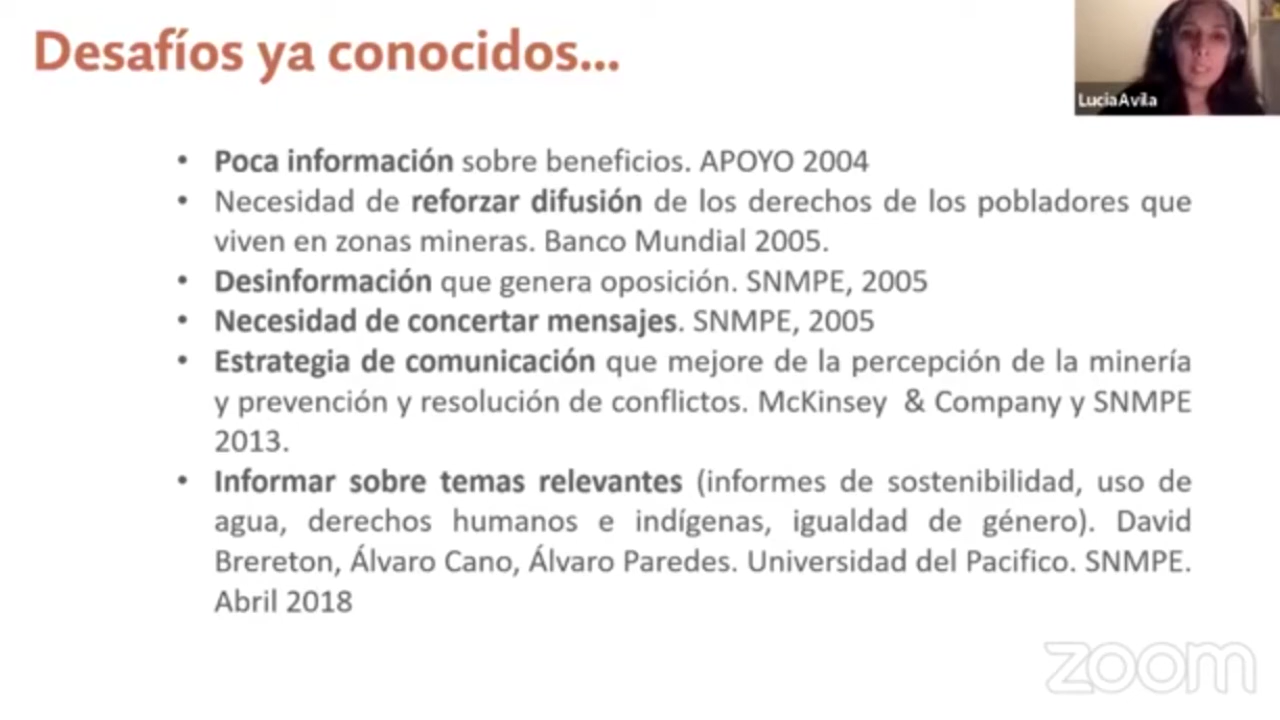 Desafíos ya conocidos...
LuciaAvila
• Poca información sobre beneficios. APOYO 2004
• Necesidad de reforzar difusión de los derechos de los pobladores que
viven en zonas mineras. Banco Mundial 2005.
• Desinformación que genera oposición. SNMPE, 2005
• Necesidad de concertar mensajes. SNMPE, 2005
• Estrategia de comunicación que mejore de la percepción de la minería
y prevención y resolución de conflictos. McKinsey & Company y SNMPE
2013.
• Informar sobre temas relevantes (informes de sostenibilidad, uso de
agua, derechos humanos e indígenas, igualdad de género). David
Brereton, Álvaro Cano, Álvaro Paredes. Universidad del Pacifico. SNMPE.
Abril 2018
zoom